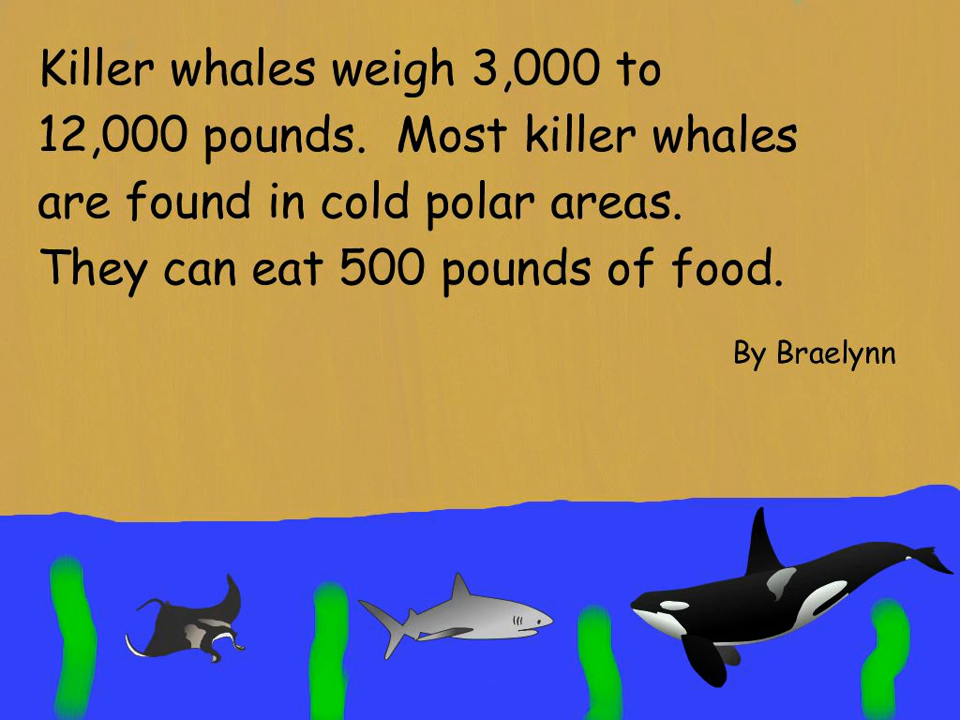 Killer whales weigh 3,000 to
12,000 pounds.  Most killer whales
are found in cold polar areas.
They can eat 500 pounds of food.
By Braelynn